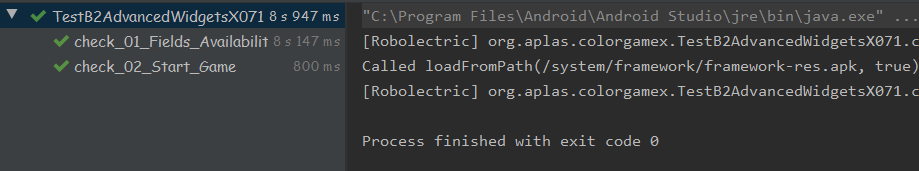 TestB2AdvancedWidgetsX071 8 s 947 ms
check_01_Fields_Availabilit 8 s 147 ms
check_02_Start_Game 800 ms
"C:\Program Files\Android\Android Studio\jre\bin\java.exe" ...
[Robolectric] org.aplas.colorgamex.TestB2AdvancedWidgetsX071.c
Called loadFromPath(/system/framework/framework-res.apk, true)
[Robolectric] org.aplas.colorgamex.TestB2AdvancedWidgetsX071.c
Process finished with exit code 0